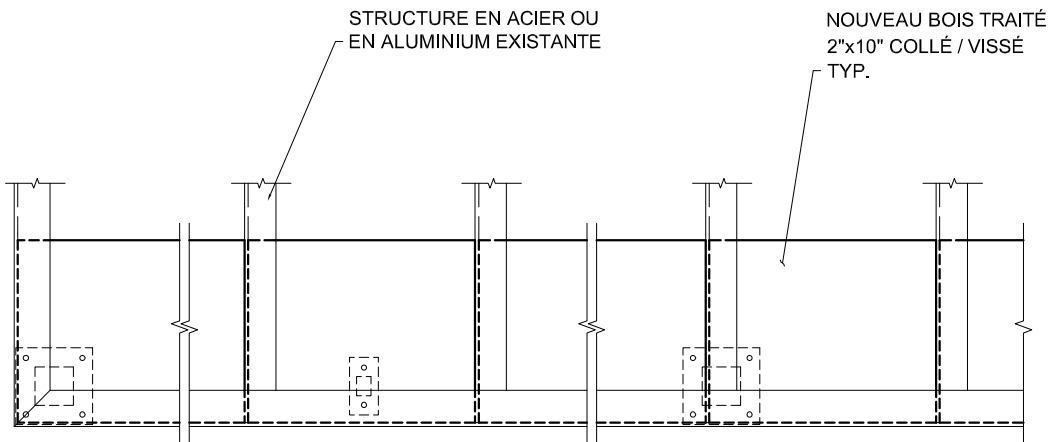 STRUCTURE EN ACIER OU
EN ALUMINIUM EXISTANTE
NOUVEAU BOIS TRAITÉ
2"x10" COLLÉ / VISSÉ
TYP.